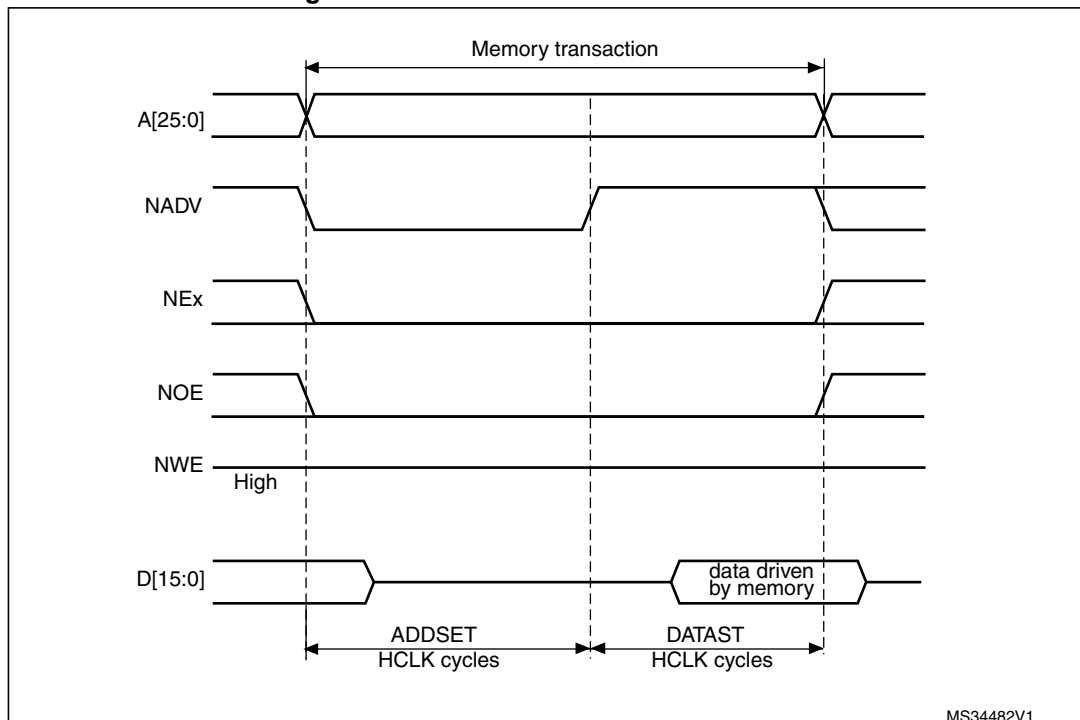 Memory transaction
A[25:0]
NADV
NEx
NOE
NWE
High
D[15:0]
data driven
by memory
ADDSET
HCLK cycles
DATAST
HCLK cycles
MS34482V1